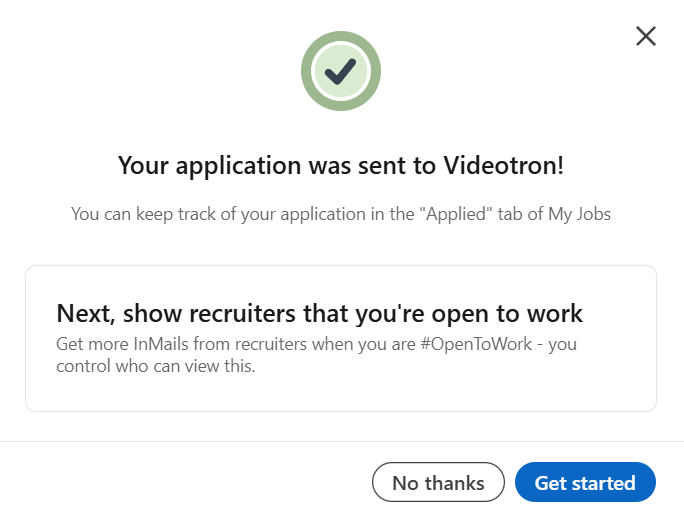 Your application was sent to Videotron!
You can keep track of your application in the "Applied" tab of My Jobs
Next, show recruiters that you're open to work
Get more InMails from recruiters when you are #OpenToWork - you
control who can view this.
No thanks
Get started